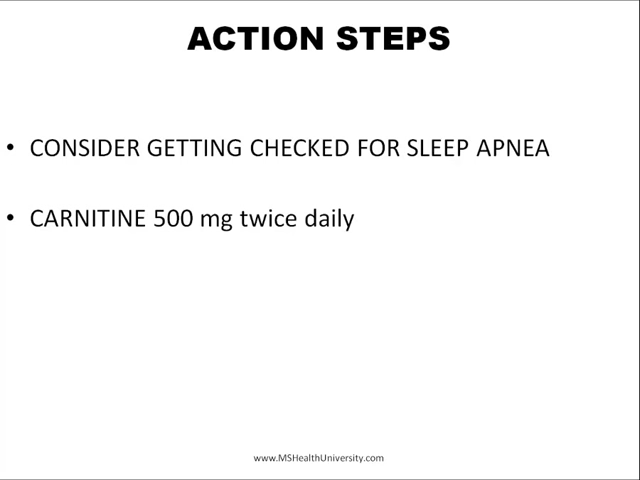 ACTION STEPS
• CONSIDER GETTING CHECKED FOR SLEEP APNEA
• CARNITINE 500 mg twice daily
www.MSHealthUniversity.com